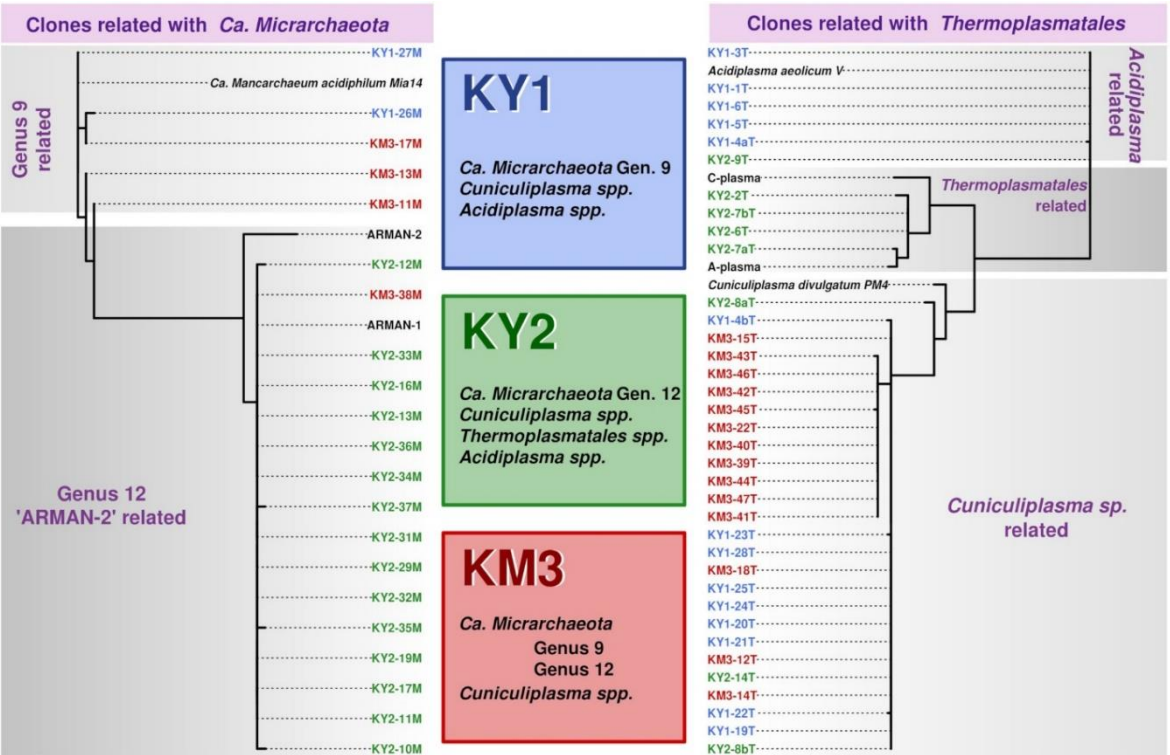 Clones related with Ca. Micrarchaeota
Genus 9
related
KY1-27M
Ca. Mancarchaeum acidiphilum Mia14
KY1-26M
KM3-17M
KM3-13M
KM3-11M
ARMAN-2
KY2-12M
KM3-38M
ARMAN-1
KY2-33M
KY2-16M
KY2-13M
KY2-36M
KY2-34M
KY2-37M
KY2-31M
KY2-29M
KY2-32M
KY2-35M
KY2-19M
KY2-17M
KY2-11M
KY2-10M
Genus 12
'ARMAN-2' related
KY1
Ca. Micrarchaeota Gen. 9
Cuniculiplasma spp.
Acidiplasma spp.
KY2
Ca. Micrarchaeota Gen. 12
Cuniculiplasma spp.
Thermoplasmatales spp.
Acidiplasma spp.
KM3
Ca. Micrarchaeota
Genus 9
Genus 12
Cuniculiplasma spp.
Clones related with Thermoplasmatales
KY1-3T
Acidiplasma aeolicum V
KY1-1T
KY1-6T
KY1-5T
KY1-4aT
KY2-9T
Acidiplasma
related
C-plasma
KY2-2T
KY2-7bT
KY2-6T
KY2-7aT
A-plasma
Thermoplasmatales
related
Cuniculiplasma divulgatum PM4
KY2-8aT
KY1-4bT
KM3-15T
KM3-43T
KM3-46T
KM3-42T
KM3-45T
KM3-22T
KM3-40T
KM3-39T
KM3-44T
KM3-47T
KM3-41T
KY1-23T
KY1-28T
KM3-18T
KY1-25T
KY1-24T
KY1-20T
KY1-21T
KM3-12T
KY2-14T
KM3-14T
KY1-22T
KY1-19T
KY2-8bT
Cuniculiplasma sp.
related